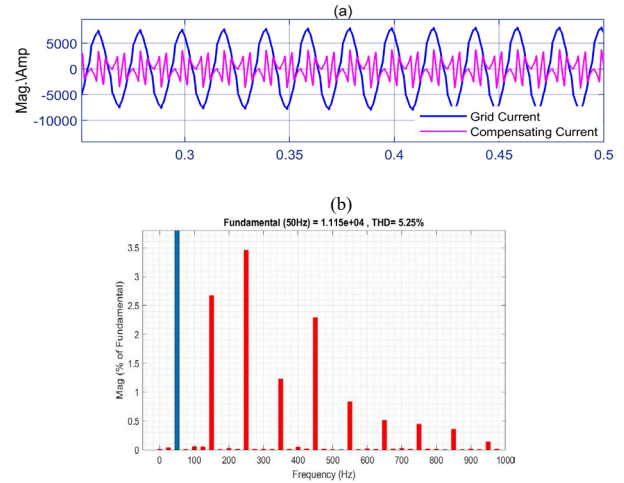 (a)
Mag.\Amp
5000
0
-5000
-10000
Grid Current
Compensating Current
0.3 0.35 0.4 0.45 0.5
(b)
Fundamental (50Hz) = 1.115e+04 , THD= 5.25%
Mag (% of Fundamental)
3.5
3
2.5
2
1.5
1
0.5
0
0 100 200 300 400 500 600 700 800 900 1000
Frequency (Hz)